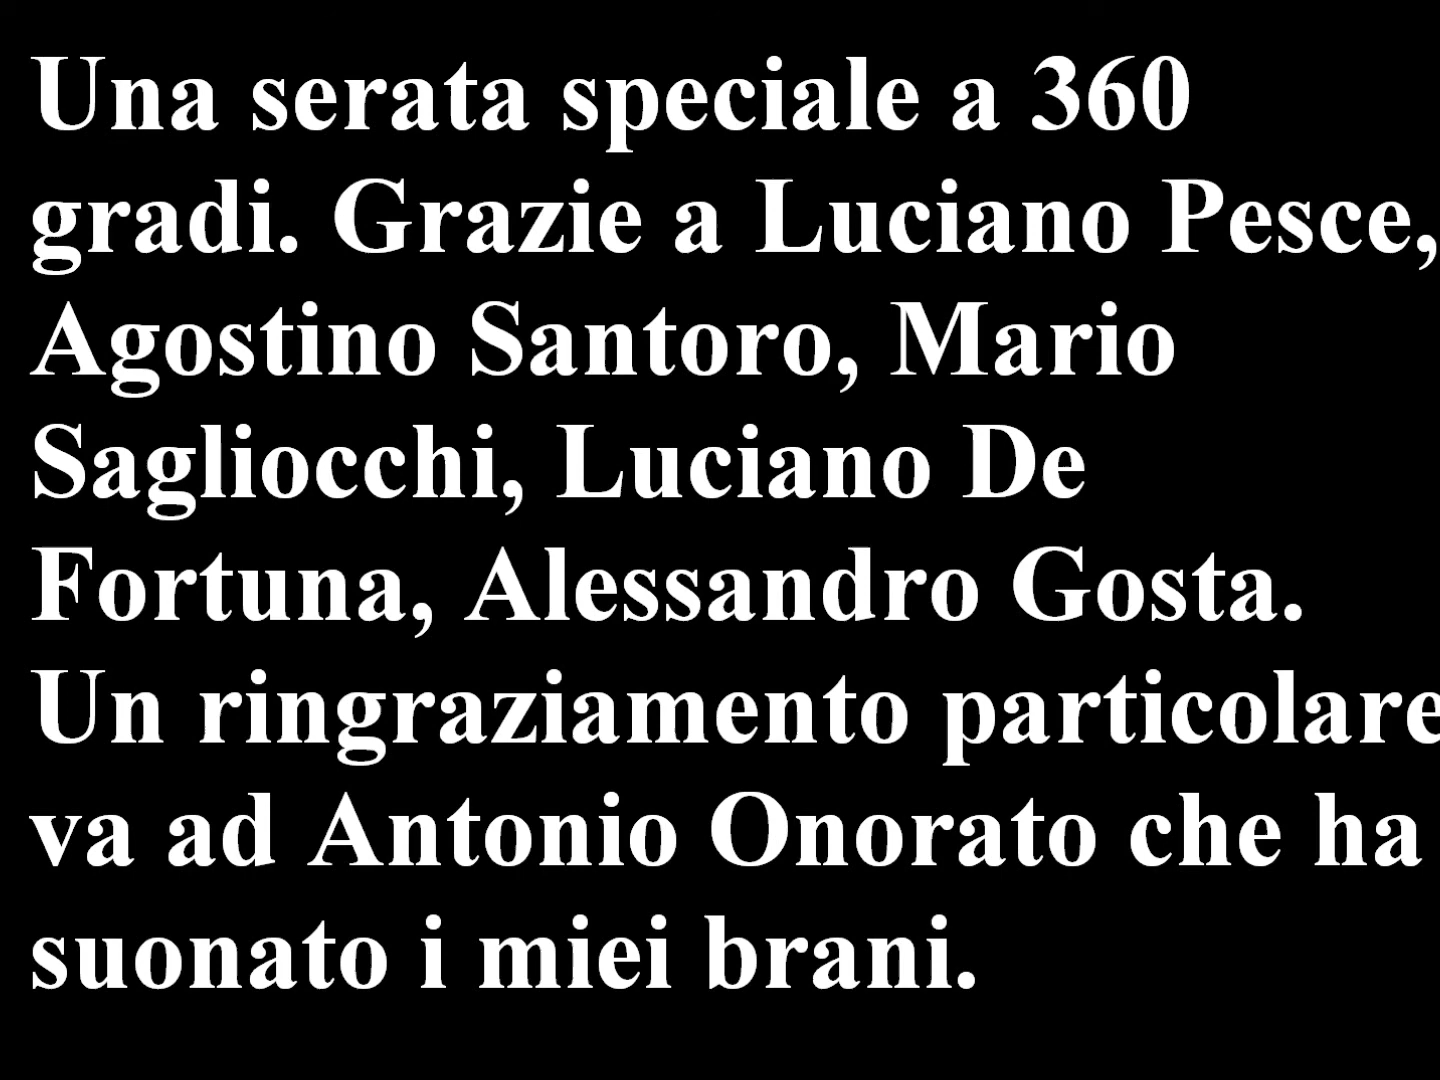 Una serata speciale a 360
gradi. Grazie a Luciano Pesce,
Agostino Santoro, Mario
Sagliocchi, Luciano De
Fortuna, Alessandro Gosta.
Un ringraziamento particolare
va ad Antonio Onorato che ha
suonato i miei brani.